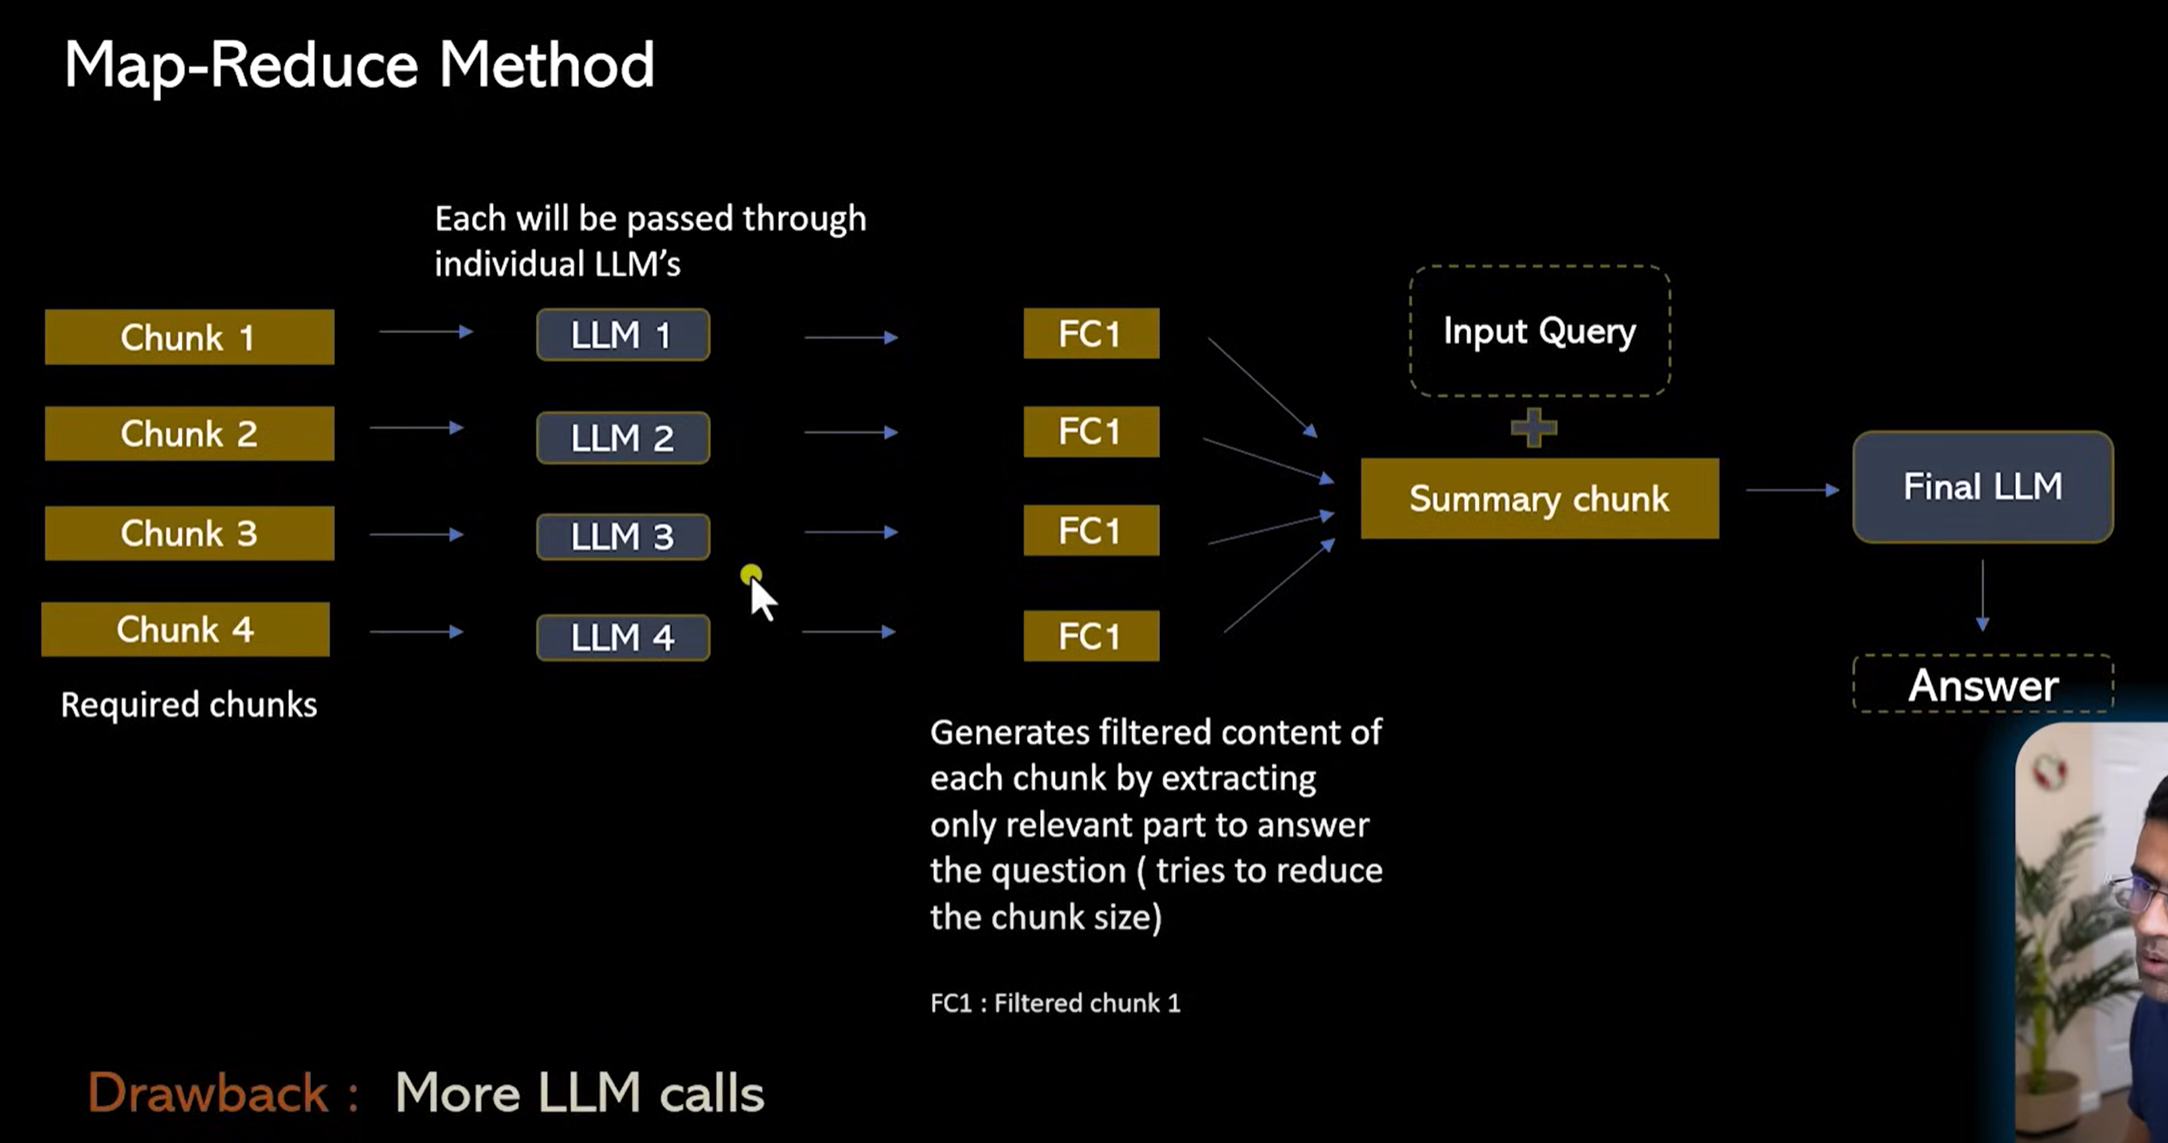 Map-Reduce Method
Each will be passed through
individual LLM's
Chunk 1
LLM 1
FC1
Chunk 2
LLM 2
FC1
Chunk 3
LLM 3
FC1
Chunk 4
LLM 4
FC1
Required chunks
Input Query
Summary chunk
Final LLM
Answer
Generates filtered content of
each chunk by extracting
only relevant part to answer
the question ( tries to reduce
the chunk size)
FC1 : Filtered chunk 1
Drawback : More LLM calls